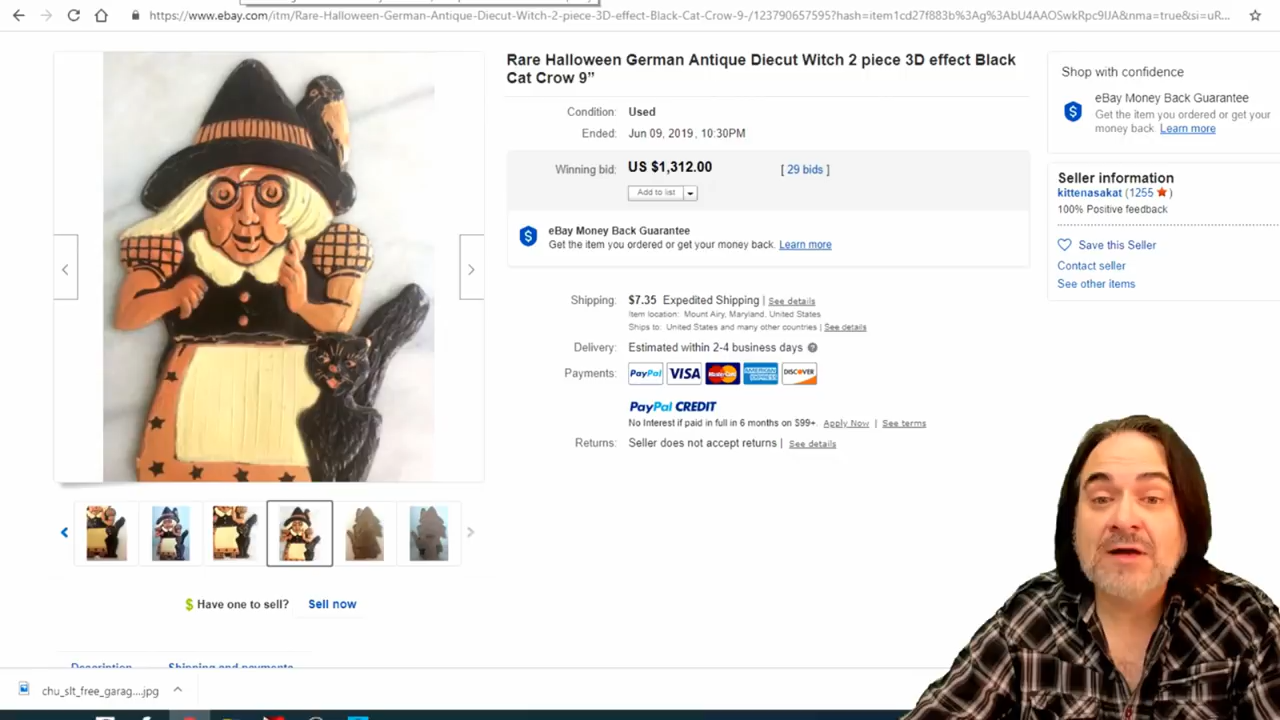 https://www.ebay.com/itm/Rare-Halloween-German-Antique-Diecut-Witch-2-piece-3D-effect-Black-Cat-Crow-9-/123790657595?hash=item1cd27f883b%3Ag%3AbU4AAOSwkRpc9IJA&nma=true&si=uR...
Rare Halloween German Antique Diecut Witch 2 piece 3D effect Black
Cat Crow 9”
Condition: Used
Ended: Jun 09, 2019, 10:30PM
Winning bid: US $1,312.00 [ 29 bids ]
Add to list
eBay Money Back Guarantee
Get the item you ordered or get your money back. Learn more
Shipping: $7.35 Expedited Shipping | See details
Item location: Mount Airy, Maryland, United States
Ships to: United States and many other countries | See details
Delivery: Estimated within 2-4 business days
Payments: PayPal VISA MasterCard AMERICAN EXPRESS DISCOVER
PayPal CREDIT
No Interest if paid in full in 6 months on $99+. Apply Now | See terms
Returns: Seller does not accept returns | See details
Shop with confidence
eBay Money Back Guarantee
Get the item you ordered or get your
money back. Learn more
Seller information
kittenasakat (1255 )
100% Positive feedback
Save this Seller
Contact seller
See other items
$ Have one to sell? Sell now
Description Shipping and payments
chu_slt_free_garag....jpg